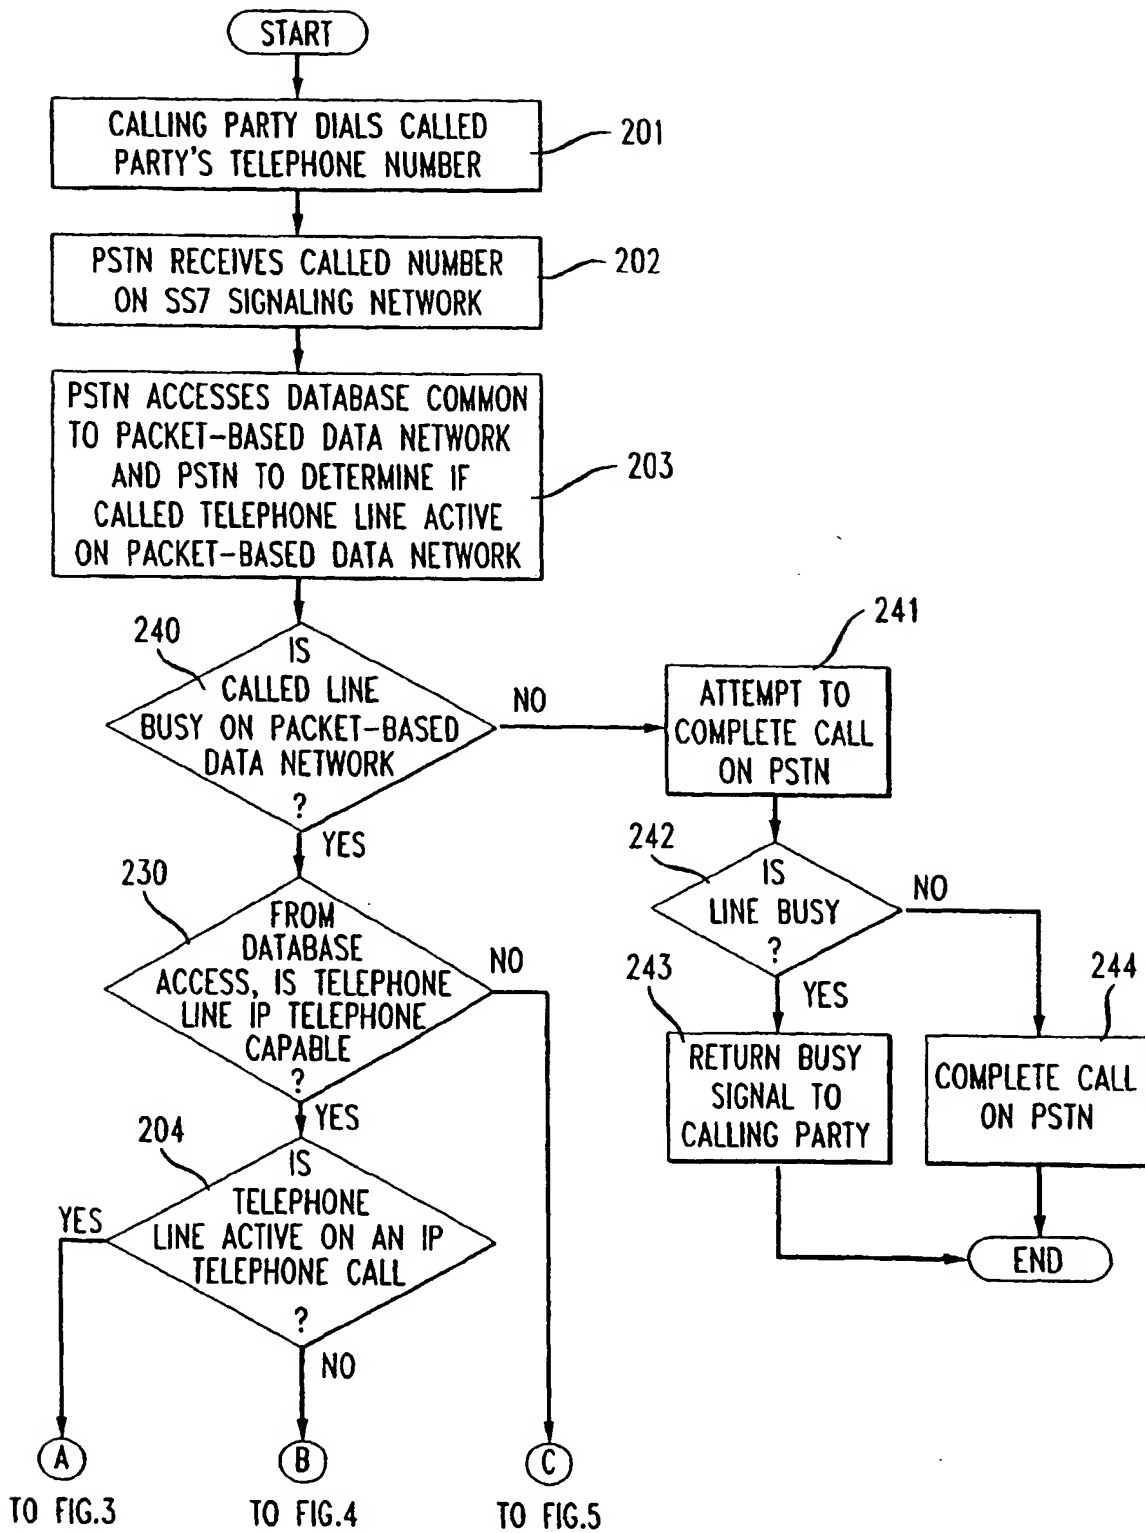 START
CALLING PARTY DIALS CALLED
PARTY'S TELEPHONE NUMBER
201
PSTN RECEIVES CALLED NUMBER
ON SS7 SIGNALING NETWORK
202
PSTN ACCESSES DATABASE COMMON
TO PACKET-BASED DATA NETWORK
AND PSTN TO DETERMINE IF
CALLED TELEPHONE LINE ACTIVE
ON PACKET-BASED DATA NETWORK
203
240
IS
CALLED LINE
BUSY ON PACKET-BASED
DATA NETWORK
?
NO
YES
241
ATTEMPT TO
COMPLETE CALL
ON PSTN
242
IS
LINE BUSY
?
NO
YES
230
FROM
DATABASE
ACCESS, IS TELEPHONE
LINE IP TELEPHONE
CAPABLE
?
NO
YES
243
RETURN BUSY
SIGNAL TO
CALLING PARTY
244
COMPLETE CALL
ON PSTN
END
204
IS
TELEPHONE
LINE ACTIVE ON AN IP
TELEPHONE CALL
?
YES
NO
A
TO FIG.3
B
TO FIG.4
C
TO FIG.5